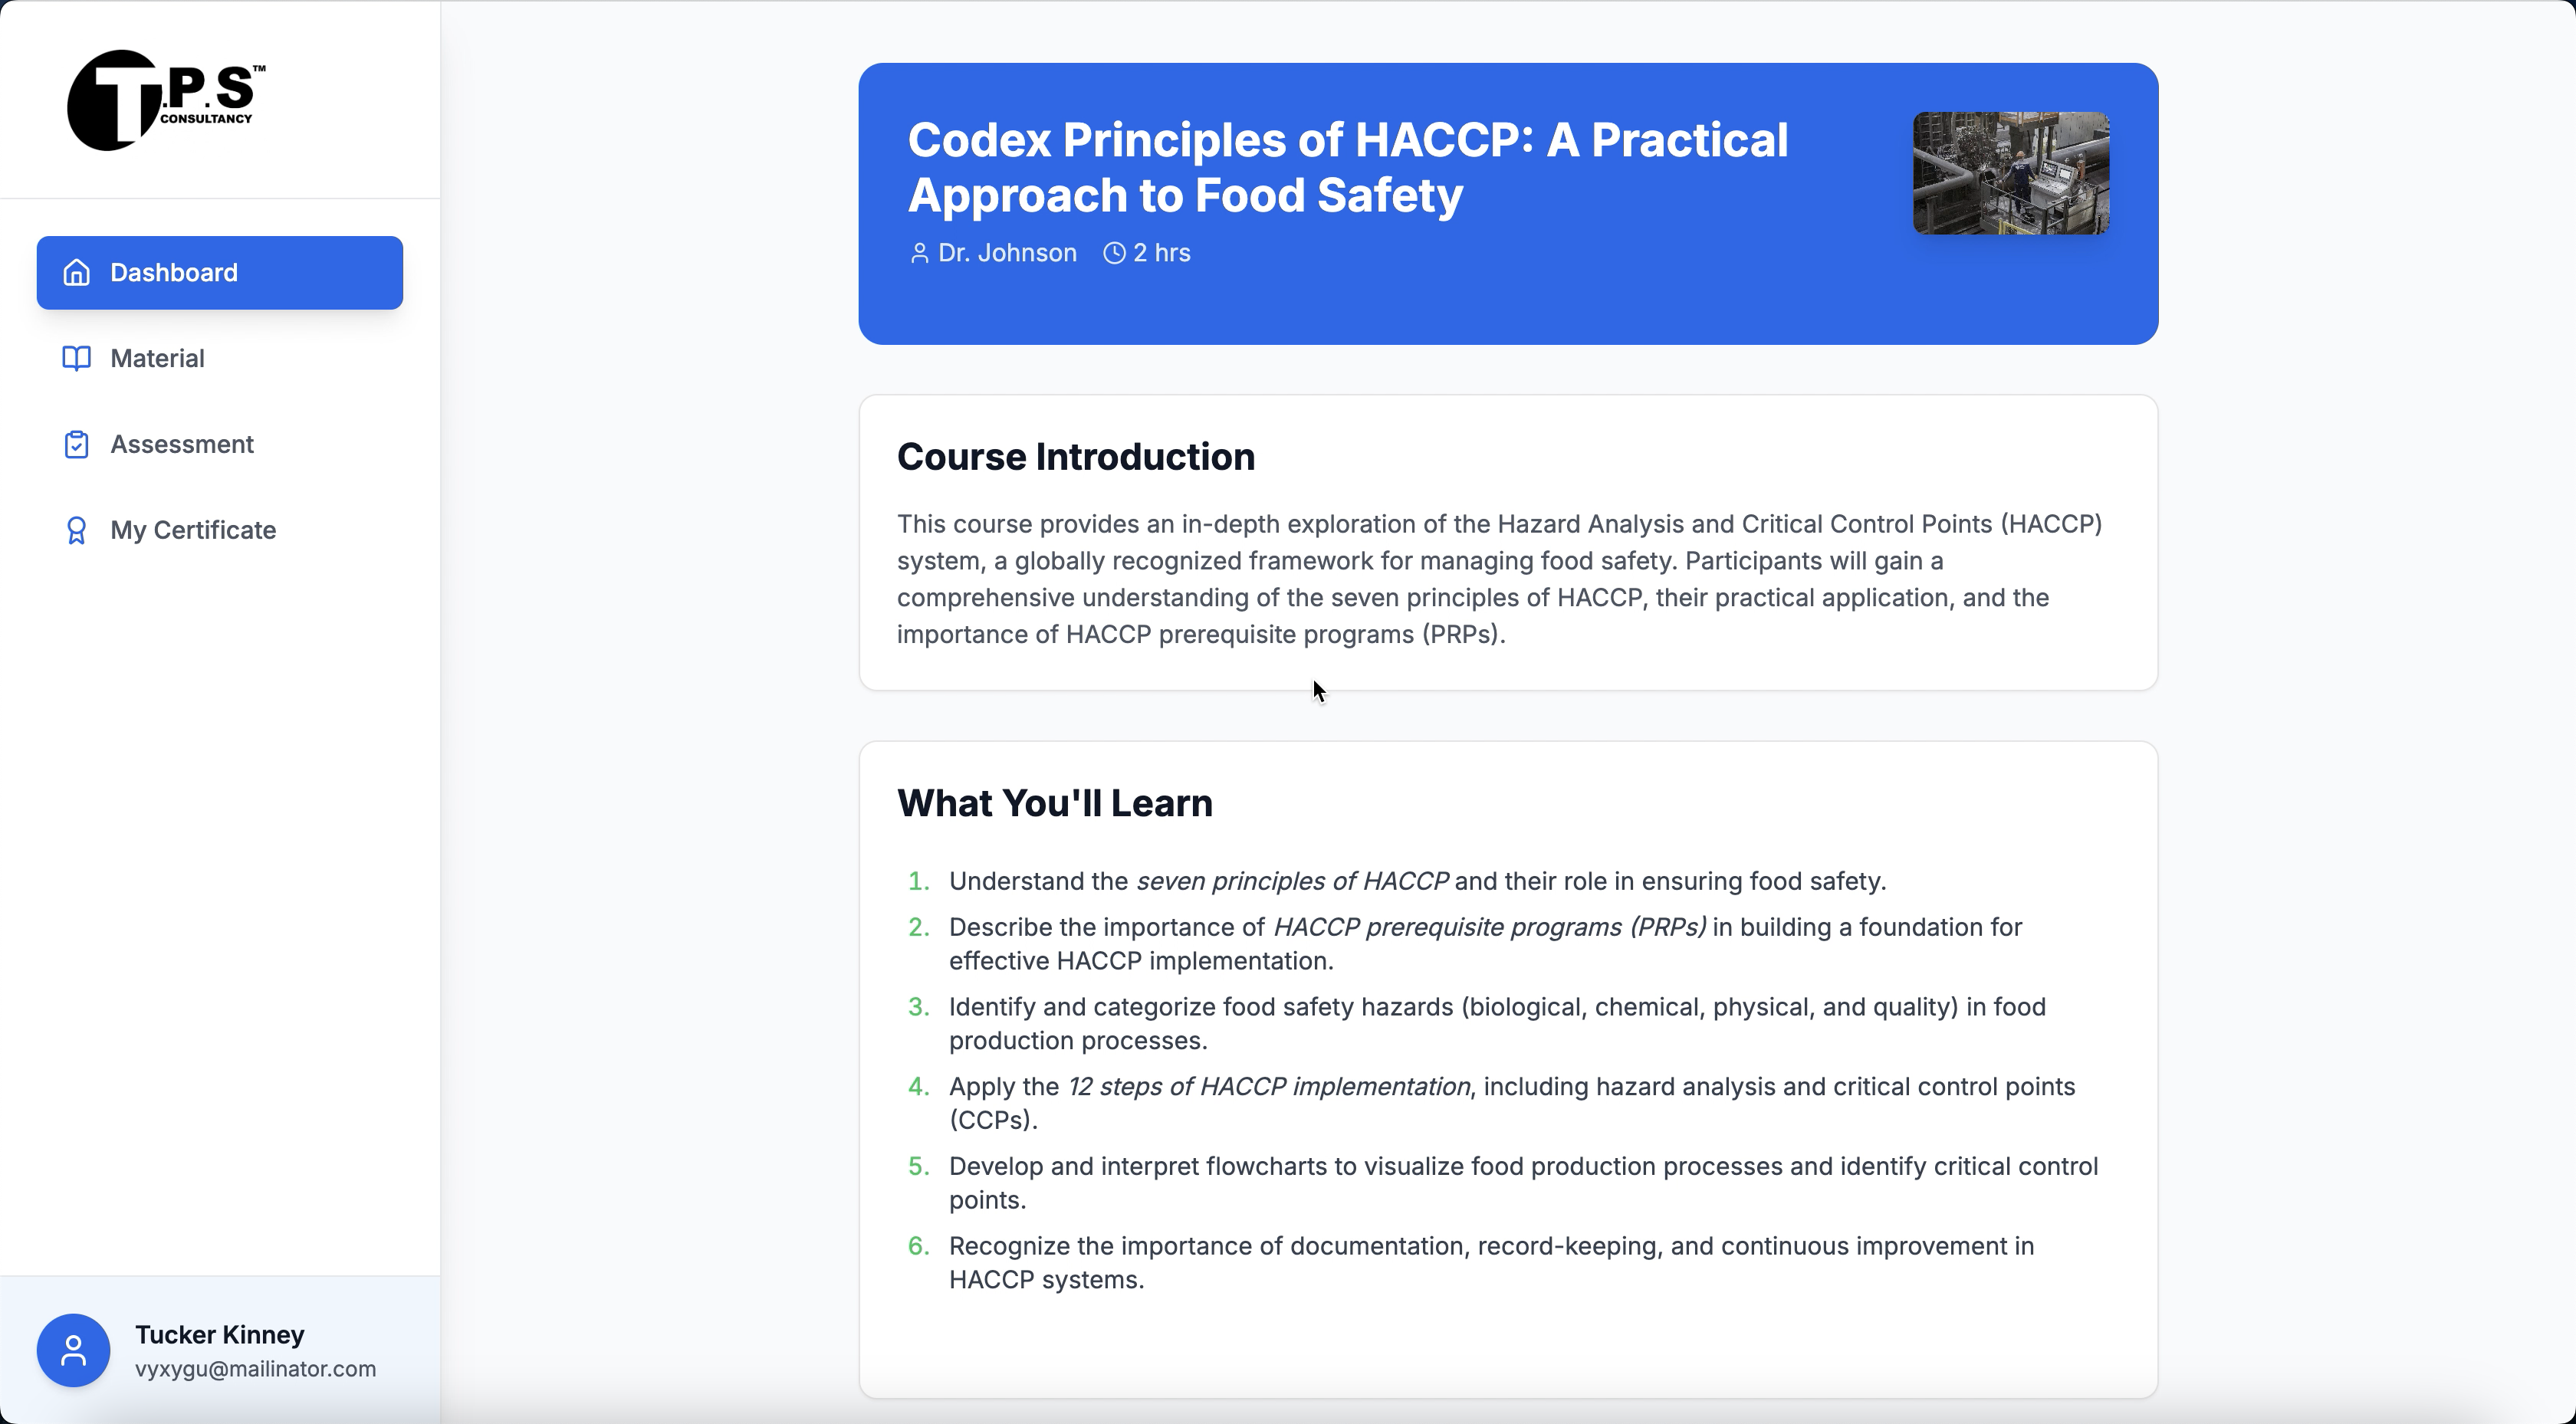 T.P.S™
CONSULTANCY
Dashboard
Material
Assessment
My Certificate
Tucker Kinney
vyxygu@mailinator.com
Codex Principles of HACCP: A Practical
Approach to Food Safety
Dr. Johnson 2 hrs
Course Introduction
This course provides an in-depth exploration of the Hazard Analysis and Critical Control Points (HACCP)
system, a globally recognized framework for managing food safety. Participants will gain a
comprehensive understanding of the seven principles of HACCP, their practical application, and the
importance of HACCP prerequisite programs (PRPs).
What You'll Learn
1. Understand the seven principles of HACCP and their role in ensuring food safety.
2. Describe the importance of HACCP prerequisite programs (PRPs) in building a foundation for
effective HACCP implementation.
3. Identify and categorize food safety hazards (biological, chemical, physical, and quality) in food
production processes.
4. Apply the 12 steps of HACCP implementation, including hazard analysis and critical control points
(CCPs).
5. Develop and interpret flowcharts to visualize food production processes and identify critical control
points.
6. Recognize the importance of documentation, record-keeping, and continuous improvement in
HACCP systems.